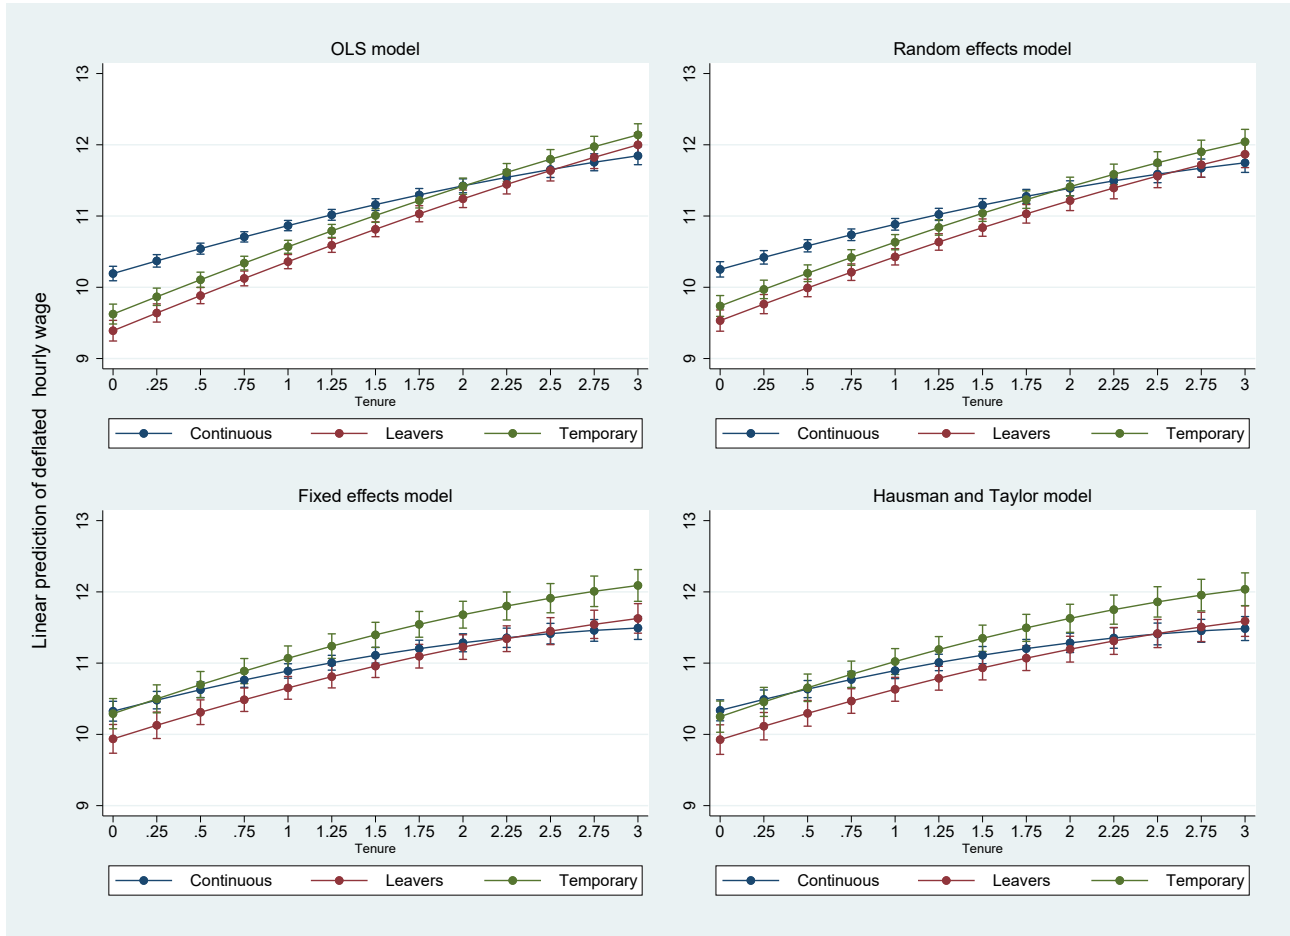 Linear prediction of deflated hourly wage
OLS model
13
12
11
10
9
0 .25 .5 .75 1 1.25 1.5 1.75 2 2.25 2.5 2.75 3
Tenure
Continuous Leavers Temporary
Random effects model
13
12
11
10
9
0 .25 .5 .75 1 1.25 1.5 1.75 2 2.25 2.5 2.75 3
Tenure
Continuous Leavers Temporary
Fixed effects model
13
12
11
10
9
0 .25 .5 .75 1 1.25 1.5 1.75 2 2.25 2.5 2.75 3
Tenure
Continuous Leavers Temporary
Hausman and Taylor model
13
12
11
10
9
0 .25 .5 .75 1 1.25 1.5 1.75 2 2.25 2.5 2.75 3
Tenure
Continuous Leavers Temporary